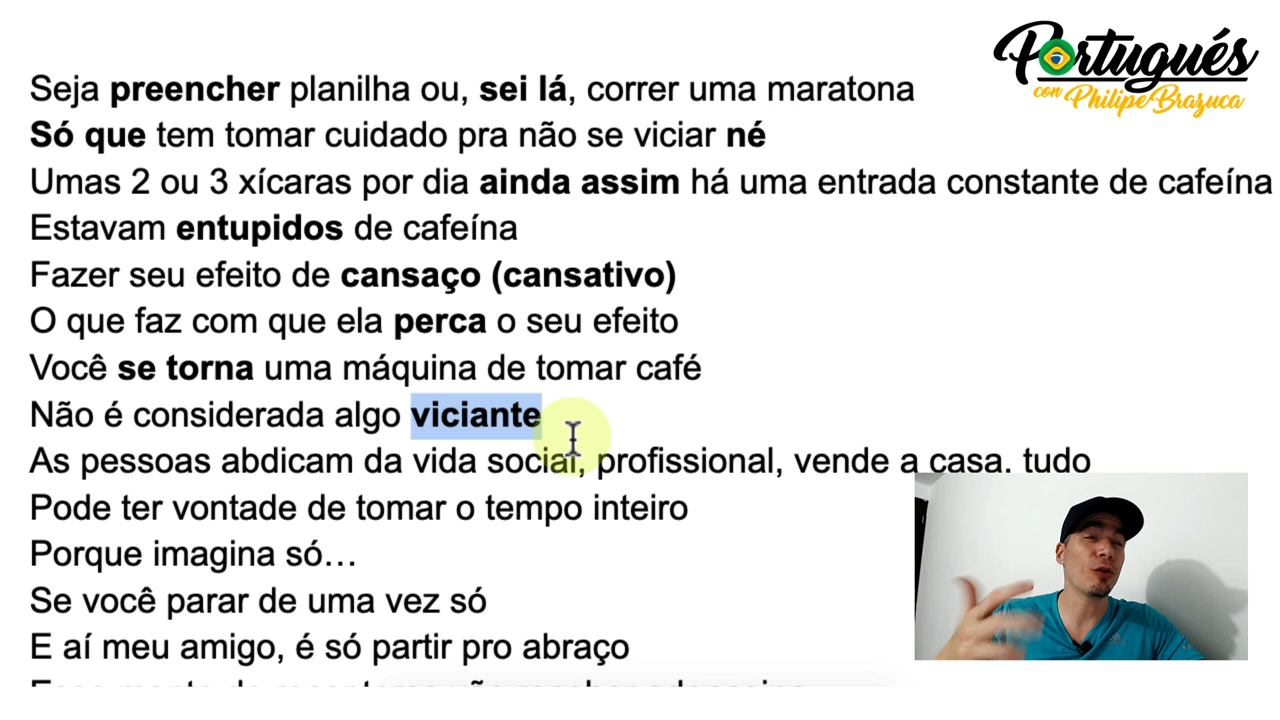 Portugués
con Philipe Brazuca
Seja preencher planilha ou, sei lá, correr uma maratona
Só que tem tomar cuidado pra não se viciar né
Umas 2 ou 3 xícaras por dia ainda assim há uma entrada constante de cafeína
Estavam entupidos de cafeína
Fazer seu efeito de cansaço (cansativo)
O que faz com que ela perca o seu efeito
Você se torna uma máquina de tomar café
Não é considerada algo viciante
As pessoas abdicam da vida social, profissional, vende a casa. tudo
Pode ter vontade de tomar o tempo inteiro
Porque imagina só…
Se você parar de uma vez só
E aí meu amigo, é só partir pro abraço